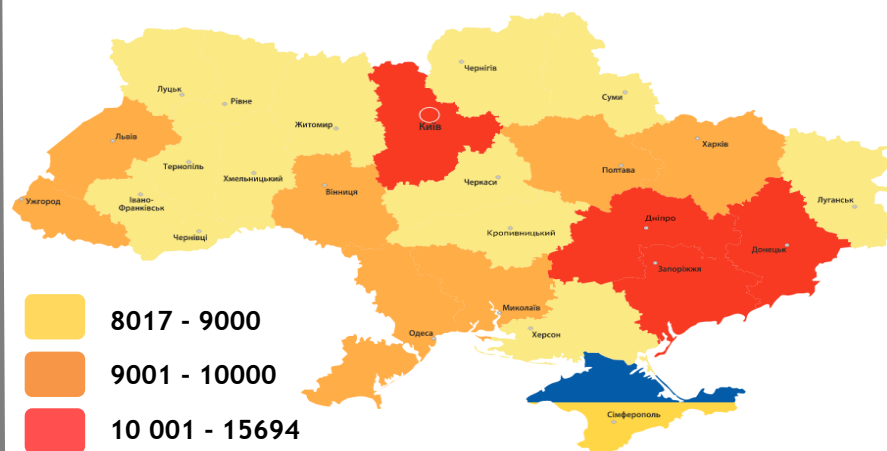 Чернігів
Луцьк
Рівне
Суми
Київ
Житомир
Львів
Харків
Тернопіль
Полтава
Хмельницький
Черкаси
Вінниця
Ужгород
Івано-
Франківськ
Луганськ
Дніпро
Чернівці
Кропивницький
Донецьк
Запоріжжя
Миколаїв
Одеса
Херсон
Сімферополь
8017 - 9000
9001 - 10000
10 001 - 15694